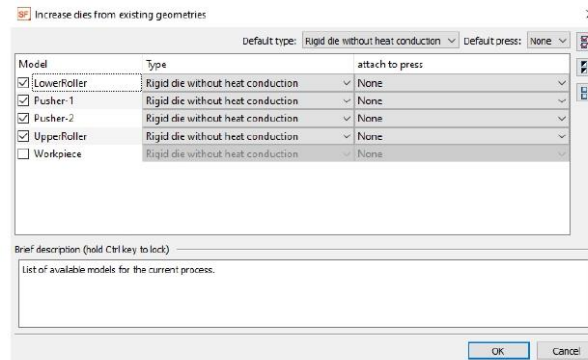 SF Increase dies from existing geometries
Default type: Rigid die without heat conduction Default press: None
Model Type attach to press
LowerRoller Rigid die without heat conduction None
Pusher-1 Rigid die without heat conduction None
Pusher-2 Rigid die without heat conduction None
UpperRoller Rigid die without heat conduction None
Workpiece Rigid die without heat conduction None
Brief description (hold Ctrl key to lock)
List of available models for the current process.
OK Cancel